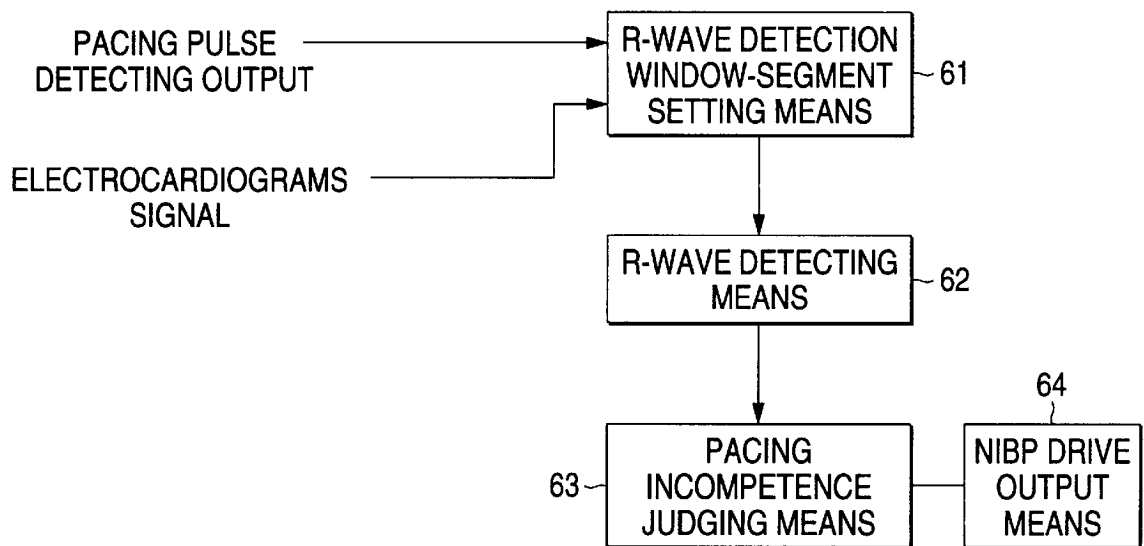 PACING PULSE
DETECTING OUTPUT
R-WAVE DETECTION
WINDOW-SEGMENT
SETTING MEANS
61
ELECTROCARDIOGRAMS
SIGNAL
R-WAVE DETECTING
MEANS
62
63
PACING
INCOMPETENCE
JUDGING MEANS
64
NIBP DRIVE
OUTPUT
MEANS